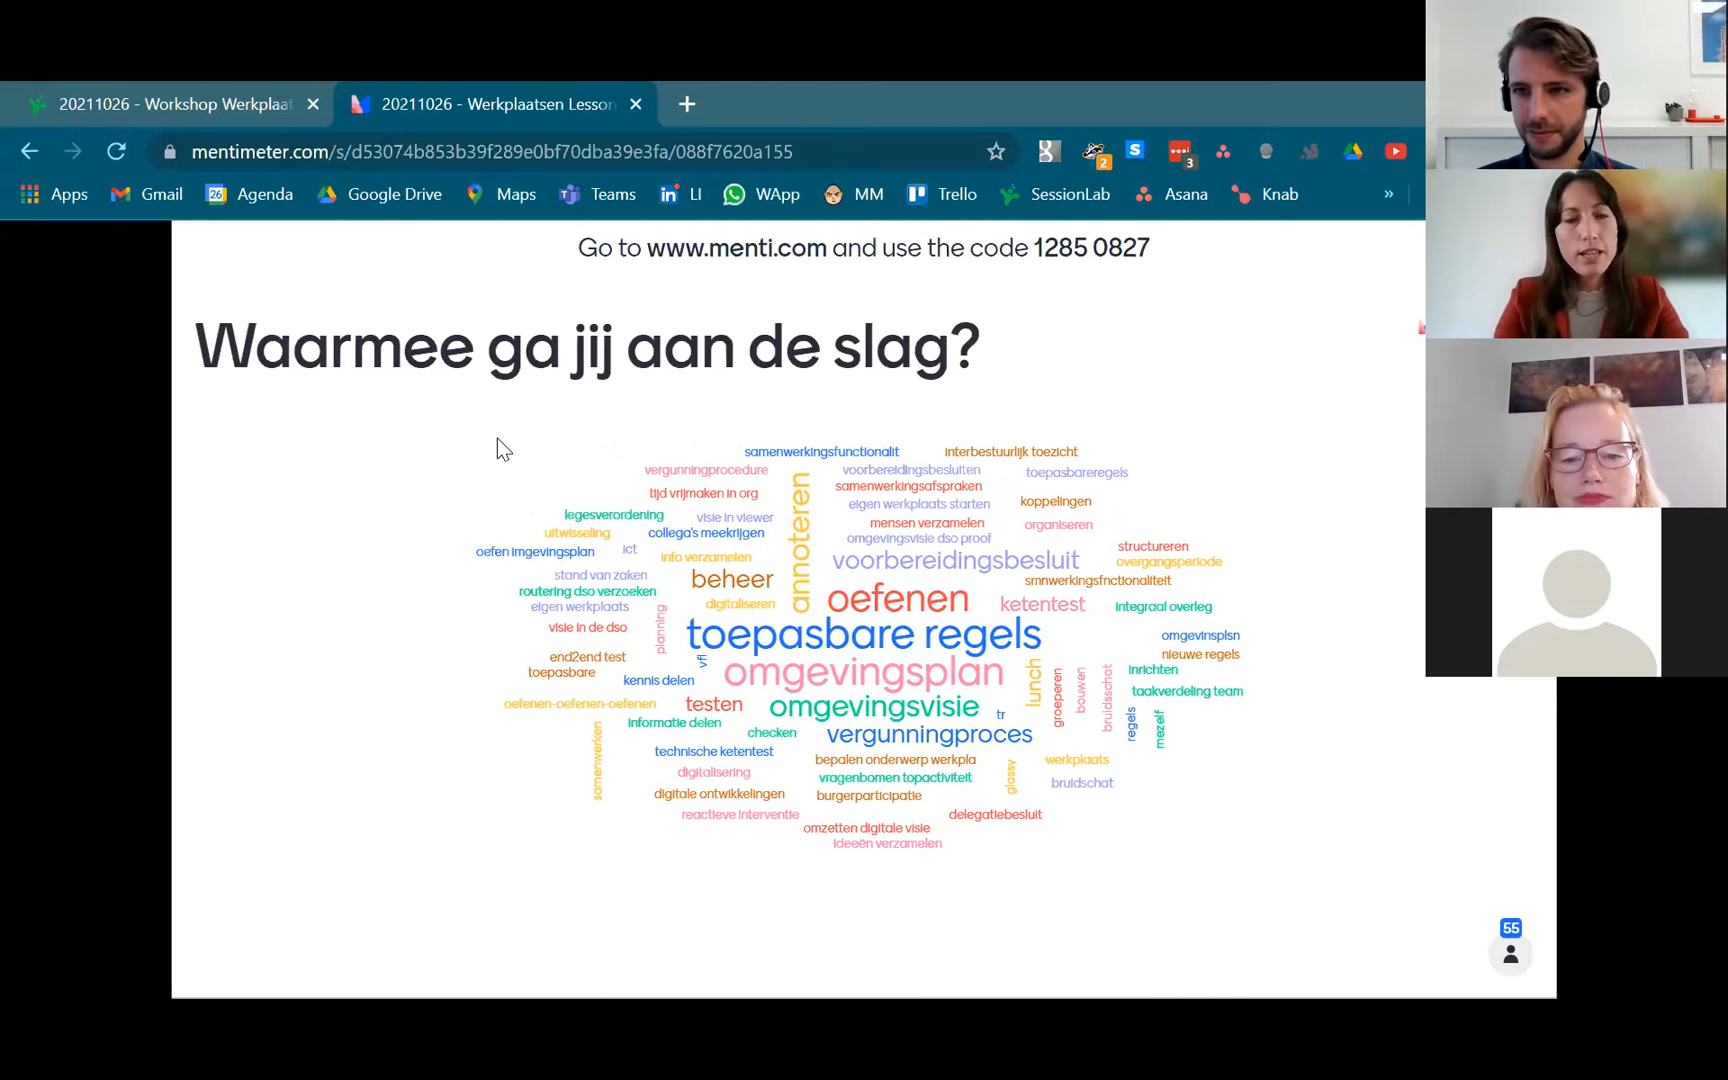 20211026 - Workshop Werkplaat
20211026 - Werkplaatsen Lesson
mentimeter.com/s/d53074b853b39f289e0bf70dba39e3fa/088f7620a155
2
S
3
Apps
26
Gmail
Agenda
Google Drive
Maps
Teams
LI
WApp
MM
Trello
SessionLab
Asana
Knab
»
Go to www.menti.com and use the code 1285 0827
Waarmee ga jij aan de slag?
samenwerkingsfunctionalit
interbestuurlijk toezicht
vergunningprocedure
voorbereidingsbesluiten
toepasbareregels
tijd vrijmaken in org
annoteren
samenwerkingsafspraken
eigen werkplaats starten
koppelingen
legesverordening
visie in viewer
mensen verzamelen
organiseren
uitwisseling
collega's meekrijgen
omgevingsvisie dso proof
structureren
oefen imgevingsplan
ict
info verzamelen
voorbereidingsbesluit
overgangsperiode
stand van zaken
beheer
smnwerkingsfnctionaliteit
routering dso verzoeken
digitaliseren
oefenen
ketentest
integraal overleg
eigen werkplaats
planning
visie in de dso
toepasbare regels
omgevinsplsn
end2end test
vfl
nieuwe regels
toepasbare
kennis delen
omgevingsplan
lunch
groeperen
bouwen
bruidsschat
inrichten
taakverdeling team
oefenen-oefenen-oefenen
testen
omgevingsvisie
tr
regels
mezelf
informatie delen
checken
vergunningproces
samenwerken
technische ketentest
bepalen onderwerp werkpla
glossy
werkplaats
digitalisering
vragenbomen topactiviteit
bruidschat
digitale ontwikkelingen
burgerparticipatie
reactieve interventie
delegatiebesluit
omzetten digitale visie
ideeën verzamelen
55